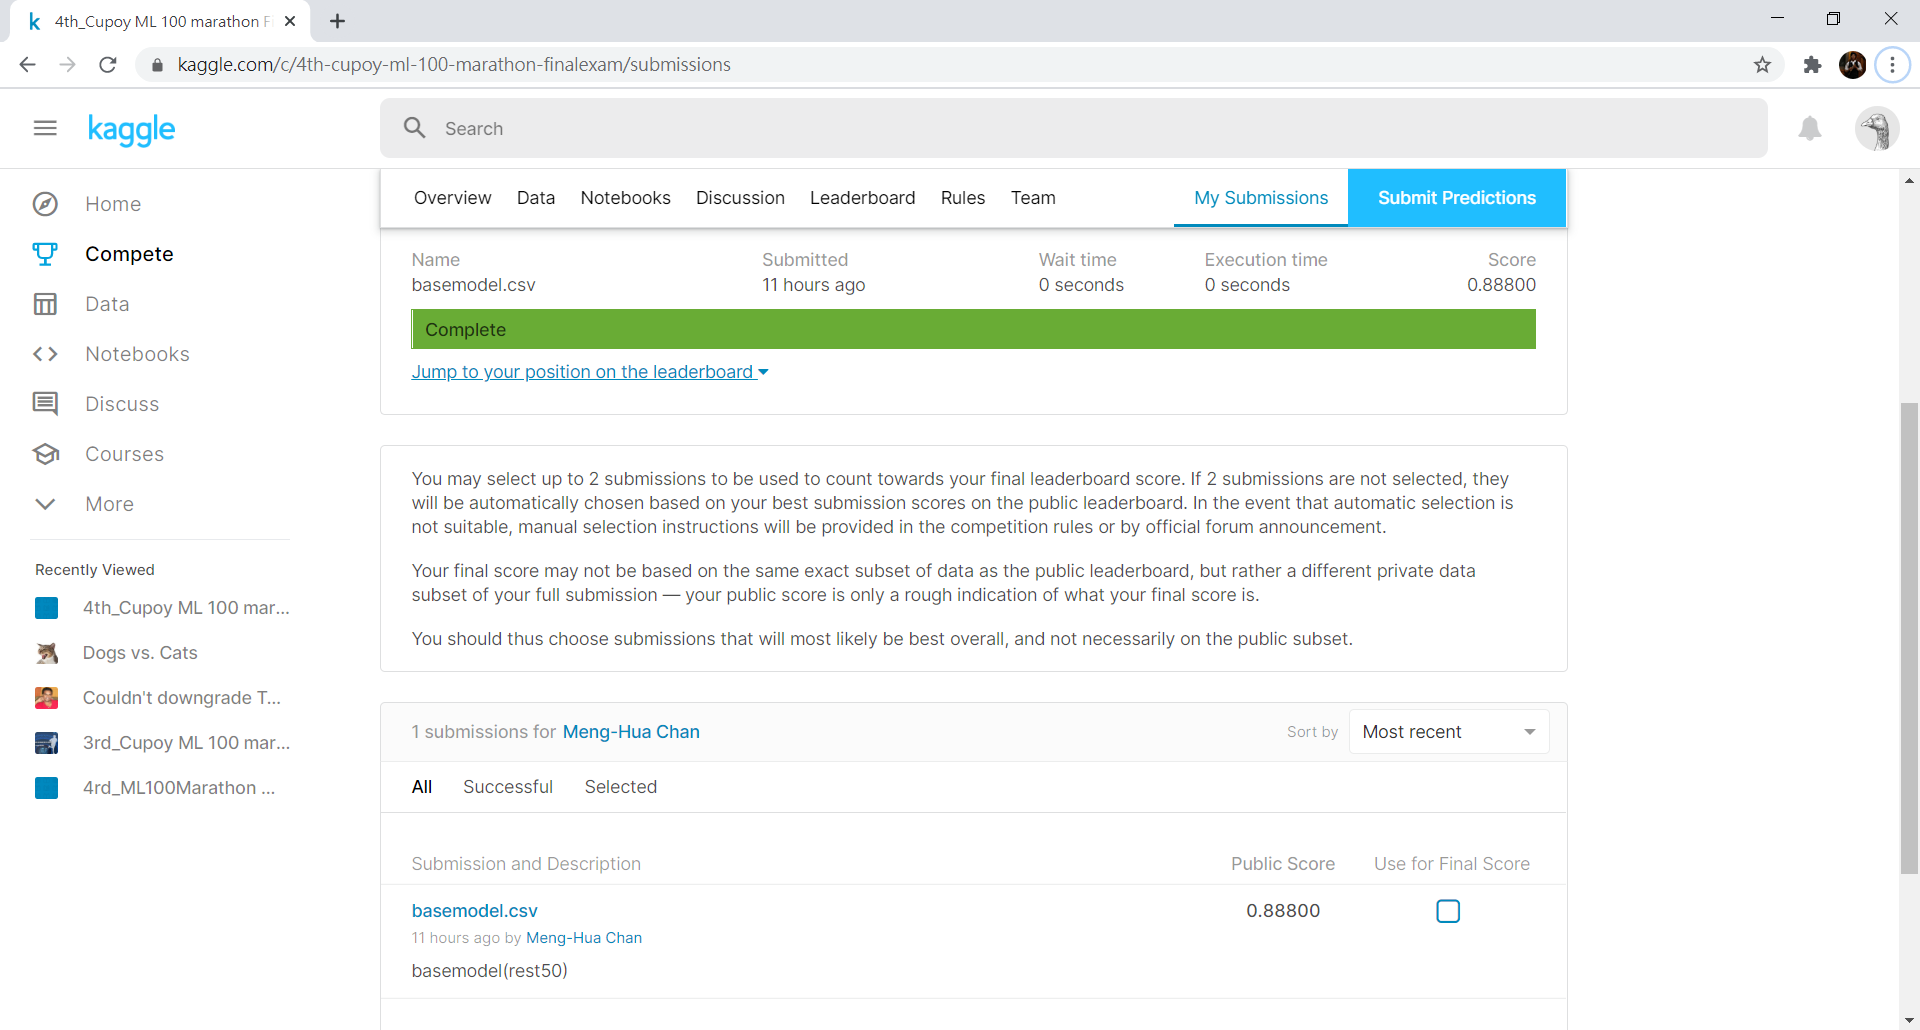 4th_Cupoy ML 100 marathon Fi
kaggle.com/c/4th-cupoy-ml-100-marathon-finalexam/submissions
kaggle
Search
Home
Compete
Data
Notebooks
Discuss
Courses
More
Recently Viewed
4th_Cupoy ML 100 mar...
Dogs vs. Cats
Couldn't downgrade T...
3rd_Cupoy ML 100 mar...
4rd_ML100Marathon ...
Overview Data Notebooks Discussion Leaderboard Rules Team My Submissions Submit Predictions
Name Submitted Wait time Execution time Score
basemodel.csv 11 hours ago 0 seconds 0 seconds 0.88800
Complete
Jump to your position on the leaderboard
You may select up to 2 submissions to be used to count towards your final leaderboard score. If 2 submissions are not selected, they
will be automatically chosen based on your best submission scores on the public leaderboard. In the event that automatic selection is
not suitable, manual selection instructions will be provided in the competition rules or by official forum announcement.
Your final score may not be based on the same exact subset of data as the public leaderboard, but rather a different private data
subset of your full submission — your public score is only a rough indication of what your final score is.
You should thus choose submissions that will most likely be best overall, and not necessarily on the public subset.
1 submissions for Meng-Hua Chan Sort by Most recent
All Successful Selected
Submission and Description Public Score Use for Final Score
basemodel.csv 0.88800
11 hours ago by Meng-Hua Chan
basemodel(rest50)